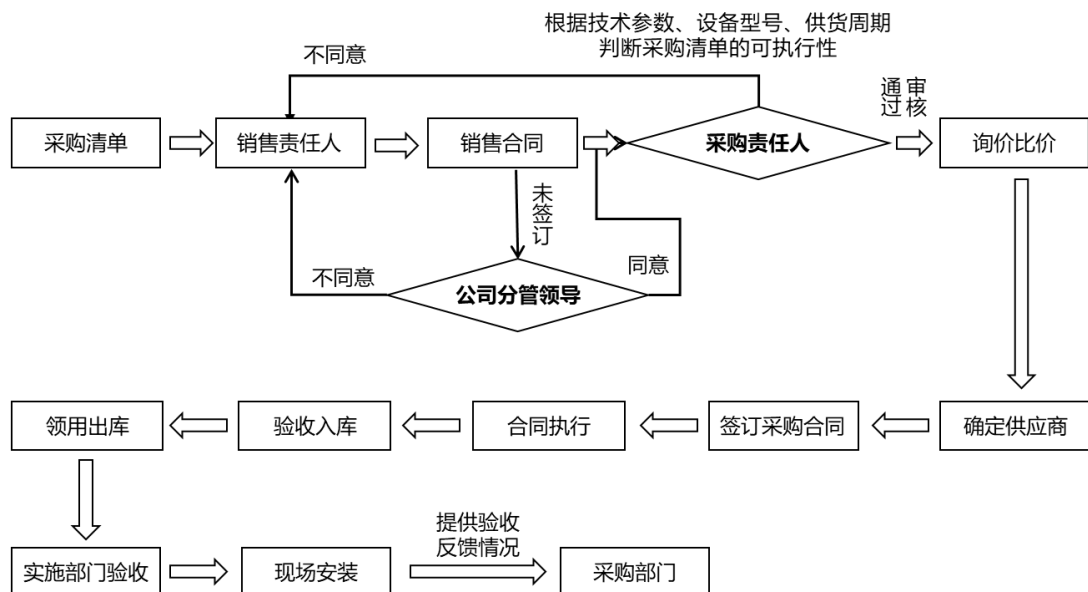 根据技术参数、设备型号、供货周期
判断采购清单的可执行性
不同意
通过
审核
采购清单
销售责任人
销售合同
采购责任人
询价比价
未签订
不同意
同意
公司分管领导
领用出库
验收入库
合同执行
签订采购合同
确定供应商
提供验收
反馈情况
实施部门验收
现场安装
采购部门